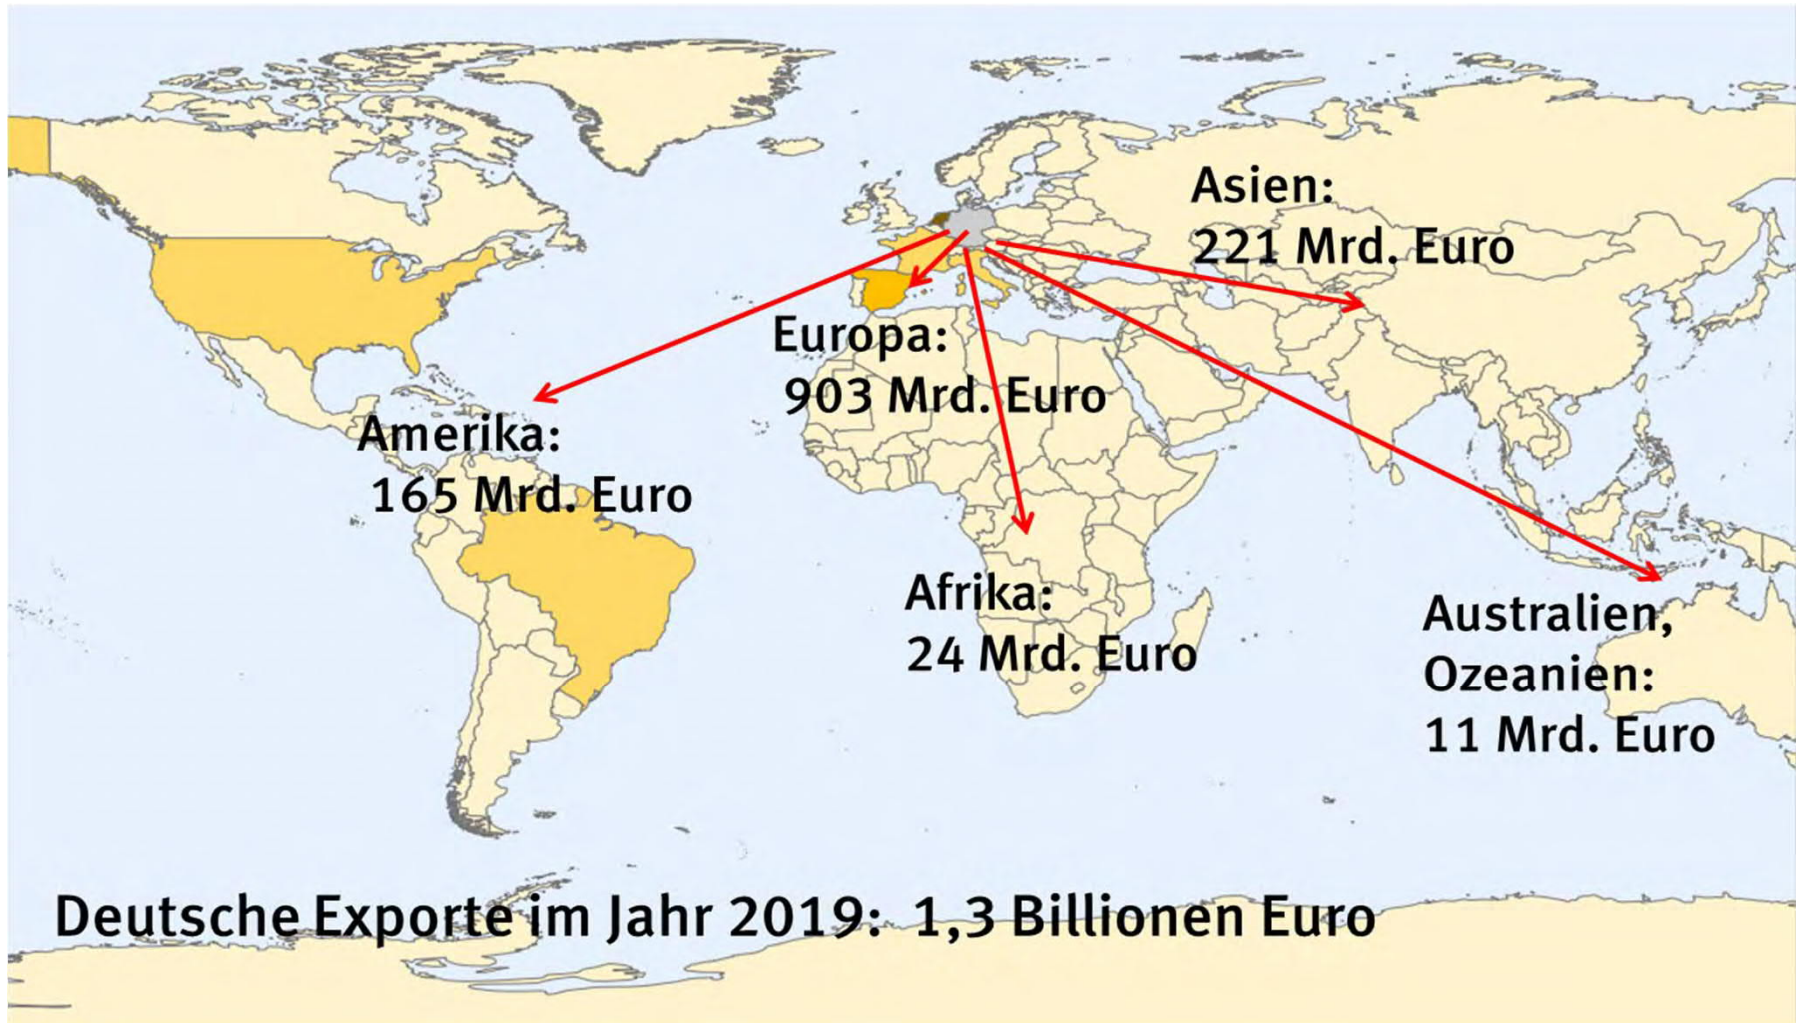 Asien:
221 Mrd. Euro
Europa:
903 Mrd. Euro
Amerika:
165 Mrd. Euro
Afrika:
24 Mrd. Euro
Australien,
Ozeanien:
11 Mrd. Euro
Deutsche Exporte im Jahr 2019: 1,3 Billionen Euro